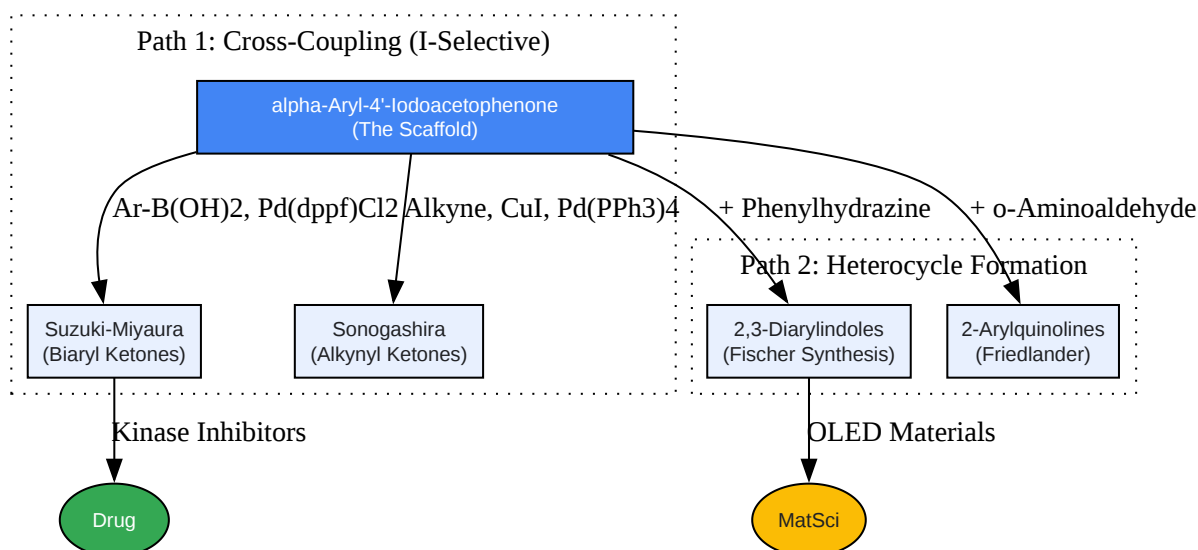 Path 1: Cross-Coupling (I-Selective)
alpha-Aryl-4'-Iodoacetophenone
(The Scaffold)
Ar-B(OH)2, Pd(dppf)Cl2
Alkyne, CuI, Pd(PPh3)4
+ Phenylhydrazine
+ o-Aminoaldehyde
Path 2: Heterocycle Formation
Suzuki-Miyaura
(Biaryl Ketones)
Sonogashira
(Alkynyl Ketones)
2,3-Diarylindoles
(Fischer Synthesis)
2-Arylquinolines
(Friedlander)
Kinase Inhibitors
OLED Materials
Drug
MatSci